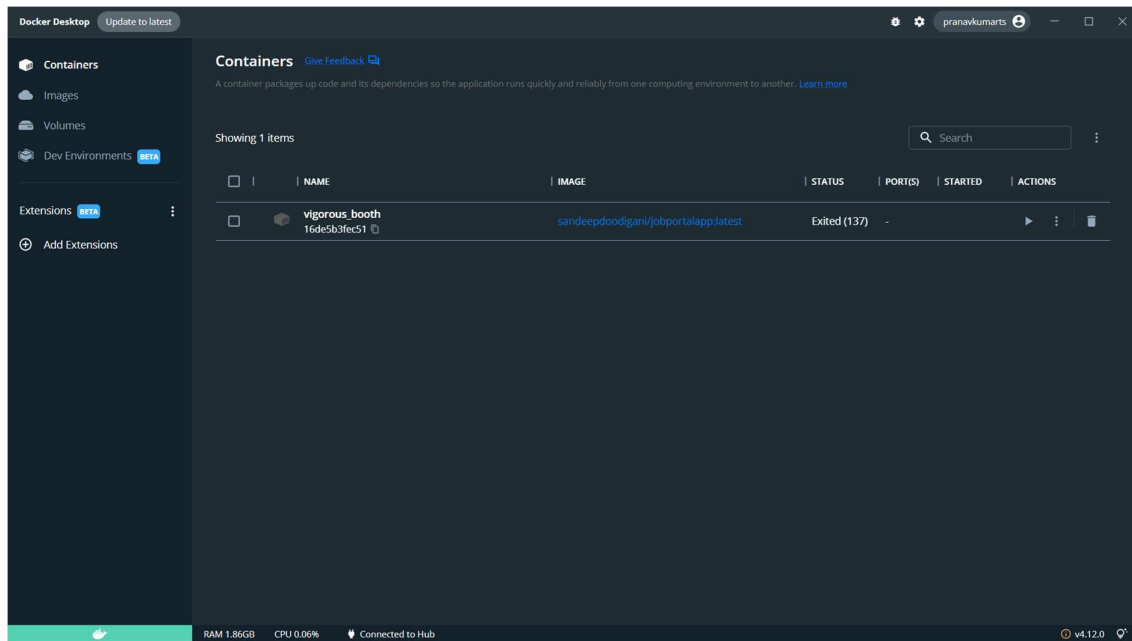 Docker Desktop Update to latest pranavkumarts
Containers
Images
Volumes
Dev Environments BETA
Extensions BETA
Add Extensions
Containers Give Feedback
A container packages up code and its dependencies so the application runs quickly and reliably from one computing environment to another. Learn more
Showing 1 items
Search
NAME IMAGE STATUS PORT(S) STARTED ACTIONS
vigorous_booth
16de5b3fec51
sandeepdoodigani/jobportalapp:latest Exited (137) -
RAM 1.86GB CPU 0.06% Connected to Hub v4.12.0